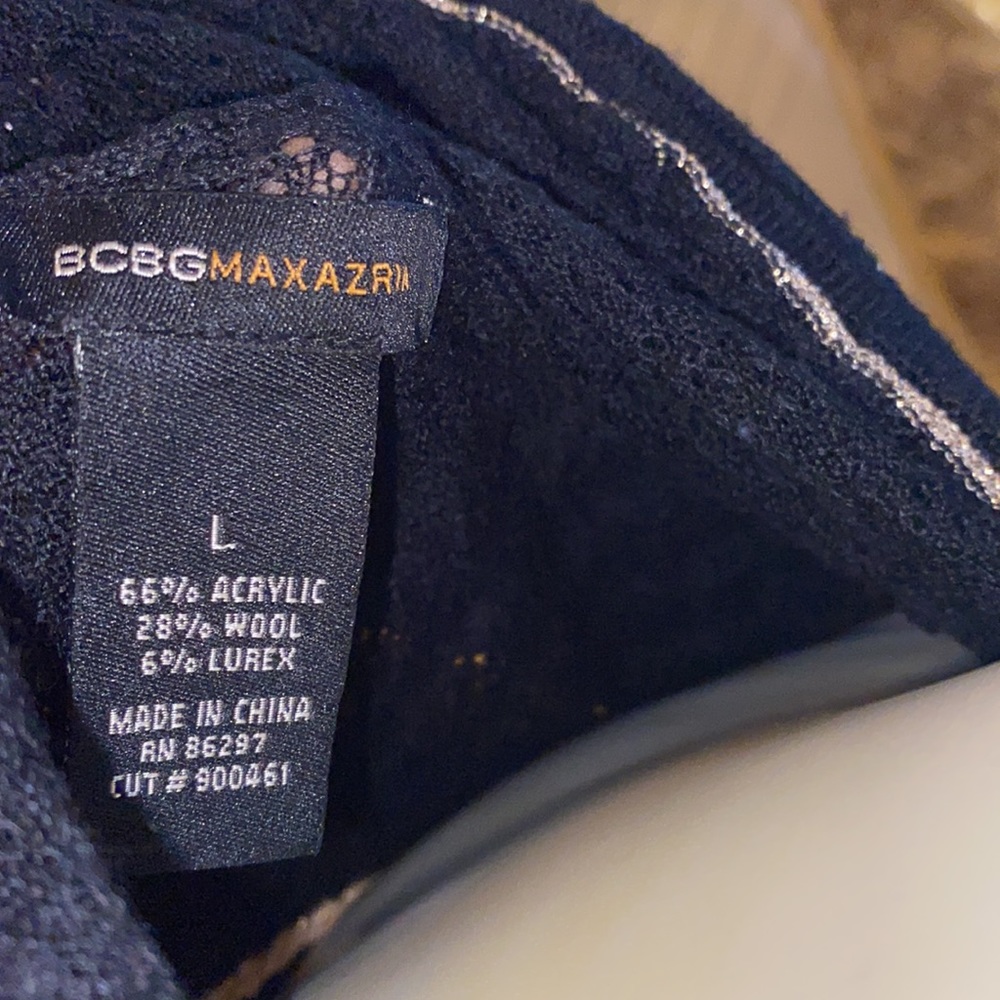 BCBGMAXAZRIA
L
66% ACRYLIC
28% WOOL
6% LUREX
MADE IN CHINA
RN 86297
CUT # 900461